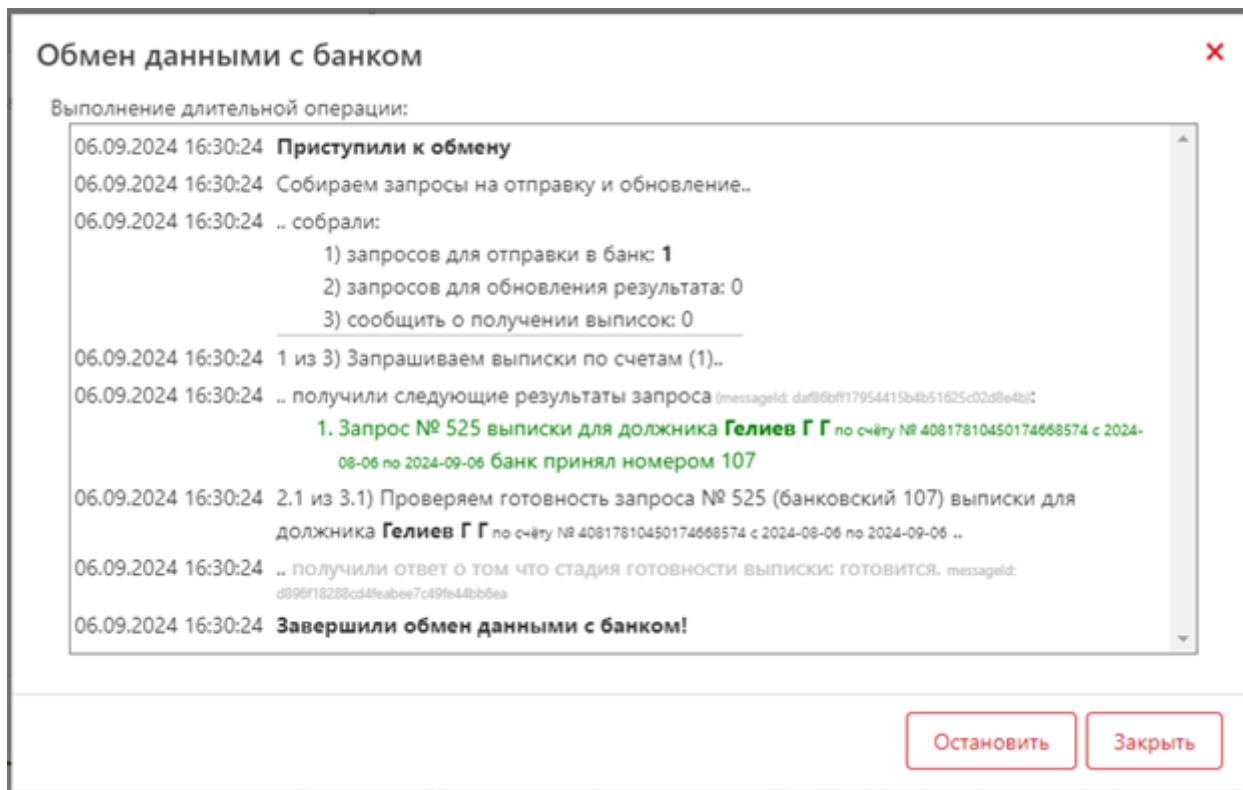 Обмен данными с банком
Выполнение длительной операции:
06.09.2024 16:30:24 Приступили к обмену
06.09.2024 16:30:24 Собираем запросы на отправку и обновление..
06.09.2024 16:30:24 .. собрали:
1) запросов для отправки в банк: 1
2) запросов для обновления результата: 0
3) сообщить о получении выписок: 0
06.09.2024 16:30:24 1 из 3) Запрашиваем выписки по счетам (1)..
06.09.2024 16:30:24 .. получили следующие результаты запроса (messageId: daf86bff17954415b4b51625c02d8e4b):
1. Запрос № 525 выписки для должника Гелиев Г Г по счёту № 40817810450174668574 с 2024-
08-06 по 2024-09-06 банк принял номером 107
06.09.2024 16:30:24 2.1 из 3.1) Проверяем готовность запроса № 525 (банковский 107) выписки для
должника Гелиев Г Г по счёту № 40817810450174668574 с 2024-08-06 по 2024-09-06 ..
06.09.2024 16:30:24 .. получили ответ о том что стадия готовности выписки: готовится. messageId:
d896f18288cd4feabee7c49fe44bb6ea
06.09.2024 16:30:24 Завершили обмен данными с банком!
Остановить Закрыть